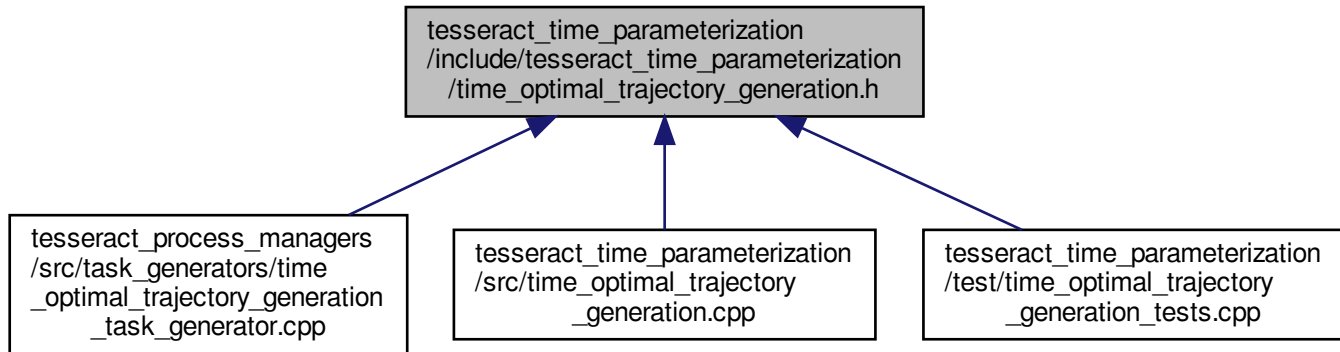 tesseract_time_parameterization
/include/tesseract_time_parameterization
/time_optimal_trajectory_generation.h
tesseract_process_managers
/src/task_generators/time
_optimal_trajectory_generation
_task_generator.cpp
tesseract_time_parameterization
/src/time_optimal_trajectory
_generation.cpp
tesseract_time_parameterization
/test/time_optimal_trajectory
_generation_tests.cpp